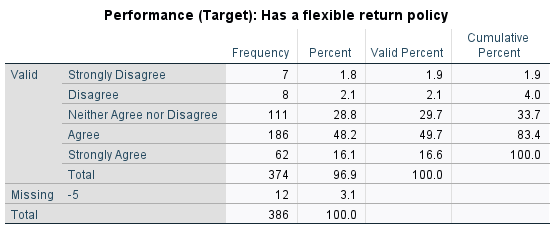 Performance (Target): Has a flexible return policy
Frequency Percent Valid Percent Cumulative Percent
Valid Strongly Disagree 7 1.8 1.9 1.9
Disagree 8 2.1 2.1 4.0
Neither Agree nor Disagree 111 28.8 29.7 33.7
Agree 186 48.2 49.7 83.4
Strongly Agree 62 16.1 16.6 100.0
Total 374 96.9 100.0
Missing -5 12 3.1
Total 386 100.0